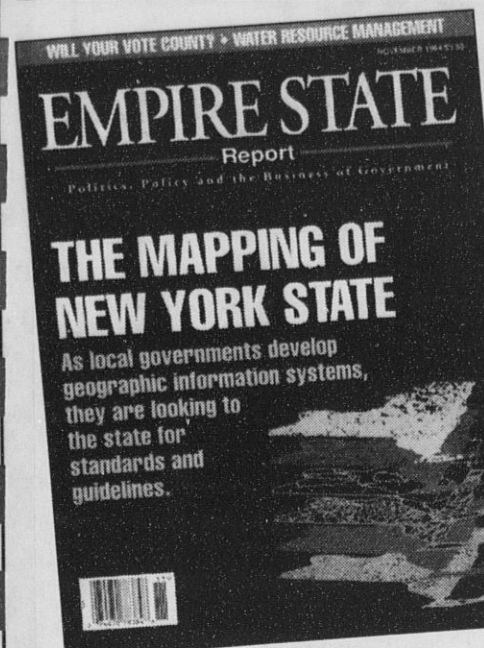 WILL YOUR VOTE COUNT? • WATER RESOURCE MANAGEMENT
NOVEMBER 1994
EMPIRE STATE
Report
Politics, Policy and the Business of Government
THE MAPPING OF
NEW YORK STATE
As local governments develop
geographic information systems,
they are looking to
the state for
standards and
guidelines.